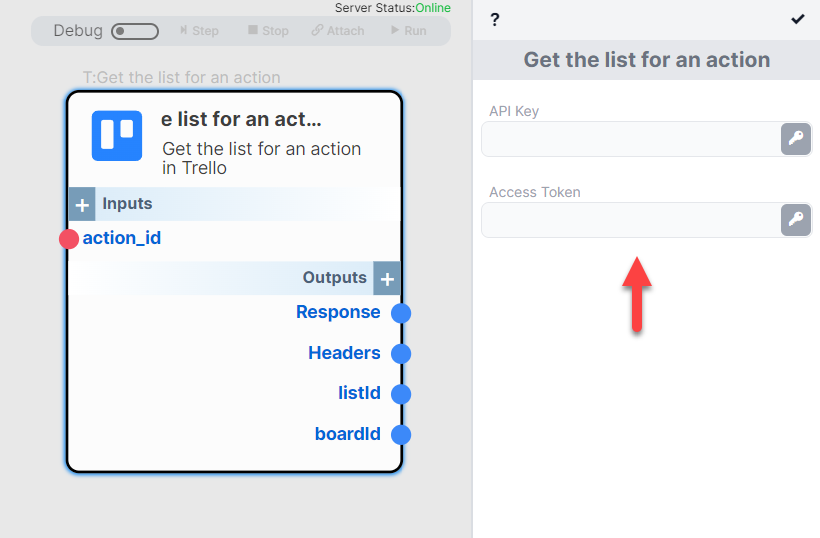 Server Status:Online
Debug Step Stop Attach Run
T:Get the list for an action
e list for an act...
Get the list for an action
in Trello
+ Inputs
action_id
Outputs +
Response
Headers
listId
boardId
?
Get the list for an action
API Key
Access Token